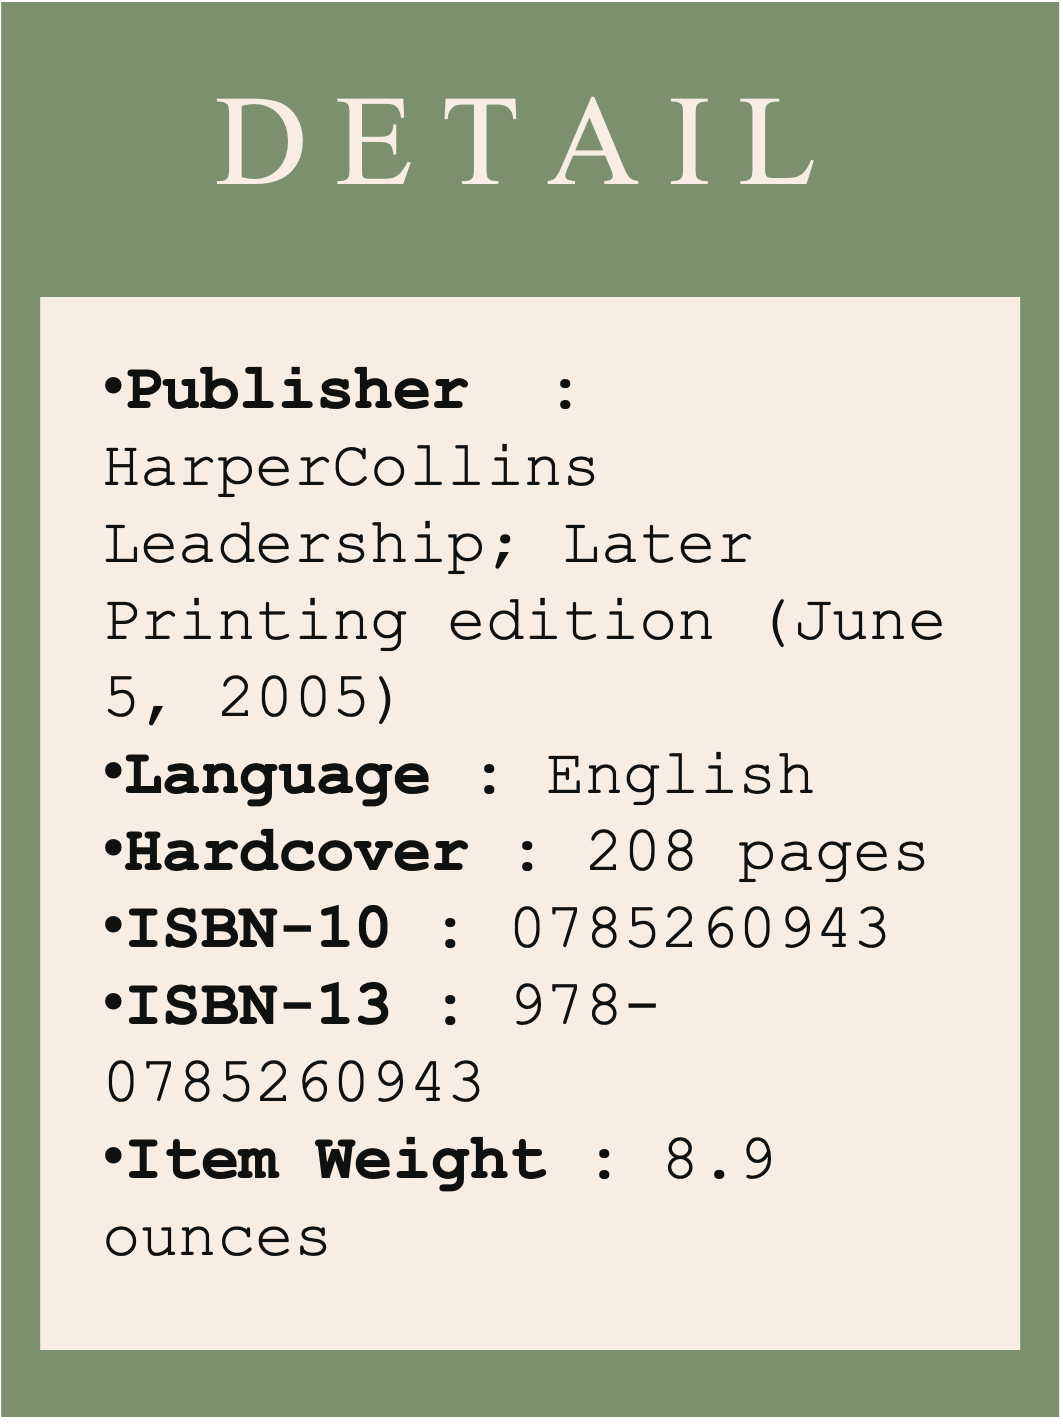 DETAIL
•Publisher  :
HarperCollins
Leadership; Later
Printing edition (June
5, 2005)
•Language : English
•Hardcover : 208 pages
•ISBN-10 : 0785260943
•ISBN-13 : 978-
0785260943
•Item Weight : 8.9
ounces